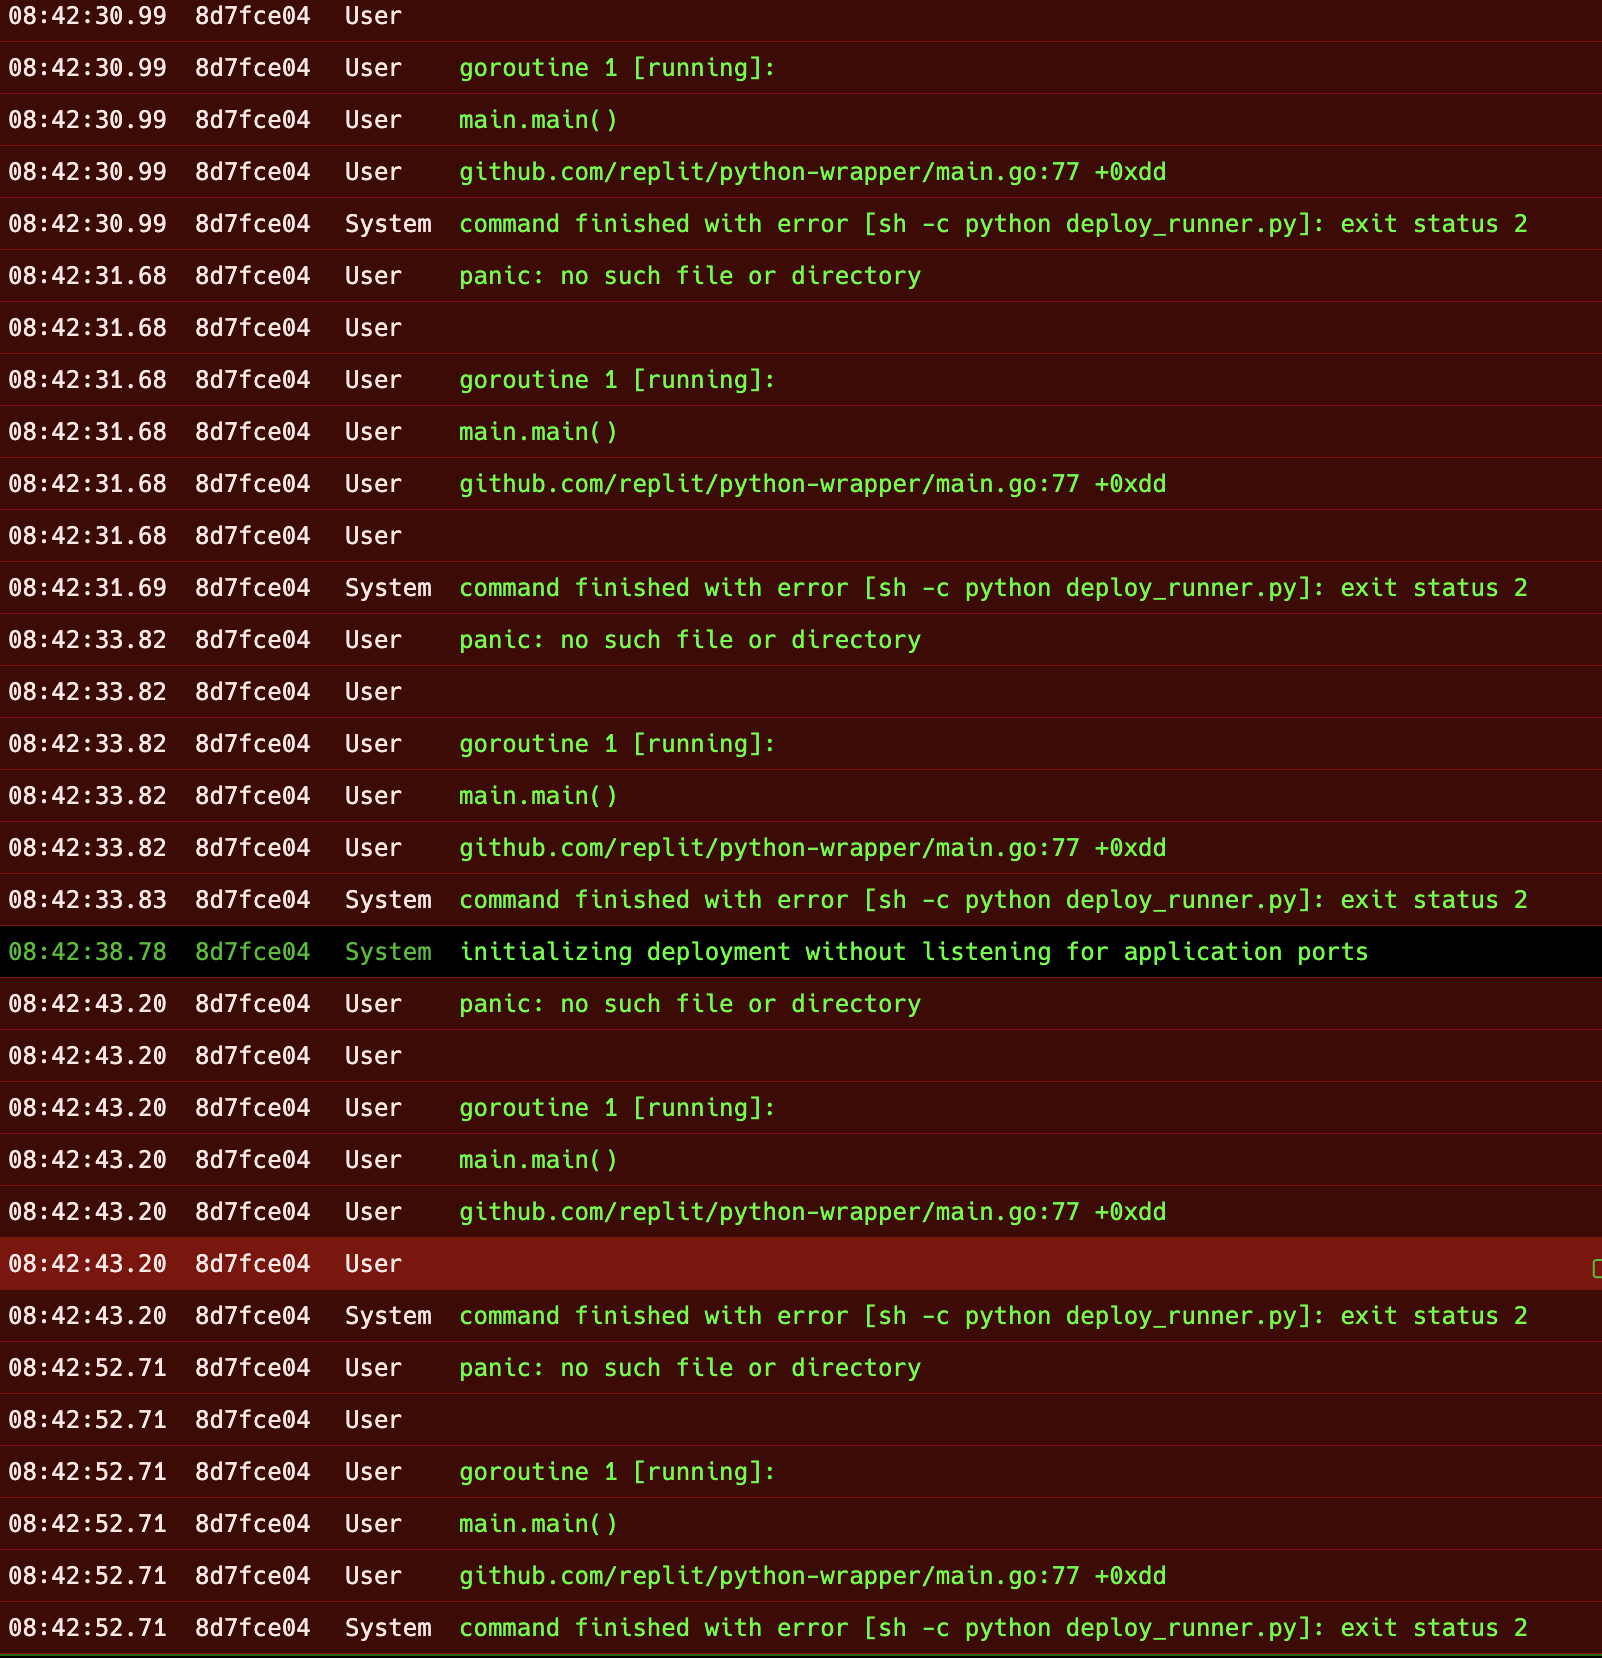 08:42:30.99 8d7fce04 User
08:42:30.99 8d7fce04 User goroutine 1 [running]:
08:42:30.99 8d7fce04 User main.main()
08:42:30.99 8d7fce04 User github.com/replit/python-wrapper/main.go:77 +0xdd
08:42:30.99 8d7fce04 System command finished with error [sh -c python deploy_runner.py]: exit status 2
08:42:31.68 8d7fce04 User panic: no such file or directory
08:42:31.68 8d7fce04 User
08:42:31.68 8d7fce04 User goroutine 1 [running]:
08:42:31.68 8d7fce04 User main.main()
08:42:31.68 8d7fce04 User github.com/replit/python-wrapper/main.go:77 +0xdd
08:42:31.68 8d7fce04 User
08:42:31.69 8d7fce04 System command finished with error [sh -c python deploy_runner.py]: exit status 2
08:42:33.82 8d7fce04 User panic: no such file or directory
08:42:33.82 8d7fce04 User
08:42:33.82 8d7fce04 User goroutine 1 [running]:
08:42:33.82 8d7fce04 User main.main()
08:42:33.82 8d7fce04 User github.com/replit/python-wrapper/main.go:77 +0xdd
08:42:33.83 8d7fce04 System command finished with error [sh -c python deploy_runner.py]: exit status 2
08:42:38.78 8d7fce04 System initializing deployment without listening for application ports
08:42:43.20 8d7fce04 User panic: no such file or directory
08:42:43.20 8d7fce04 User
08:42:43.20 8d7fce04 User goroutine 1 [running]:
08:42:43.20 8d7fce04 User main.main()
08:42:43.20 8d7fce04 User github.com/replit/python-wrapper/main.go:77 +0xdd
08:42:43.20 8d7fce04 User
08:42:43.20 8d7fce04 System command finished with error [sh -c python deploy_runner.py]: exit status 2
08:42:52.71 8d7fce04 User panic: no such file or directory
08:42:52.71 8d7fce04 User
08:42:52.71 8d7fce04 User goroutine 1 [running]:
08:42:52.71 8d7fce04 User main.main()
08:42:52.71 8d7fce04 User github.com/replit/python-wrapper/main.go:77 +0xdd
08:42:52.71 8d7fce04 System command finished with error [sh -c python deploy_runner.py]: exit status 2